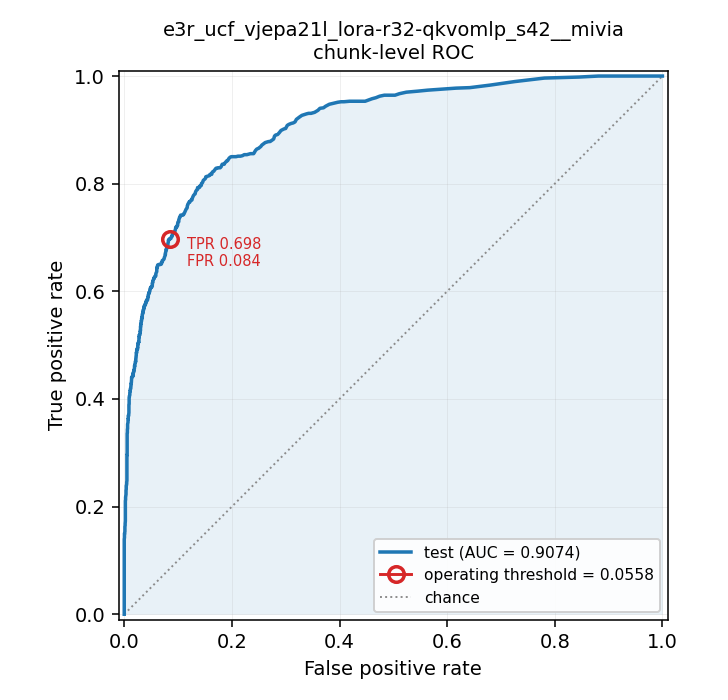 e3r_ucf_vjepa21l_lora-r32-qkvomlp_s42__mivia
chunk-level ROC
1.0
0.8
0.6
0.4
0.2
0.0
True positive rate
TPR 0.698
FPR 0.084
test (AUC = 0.9074)
operating threshold = 0.0558
chance
0.0 0.2 0.4 0.6 0.8 1.0
False positive rate